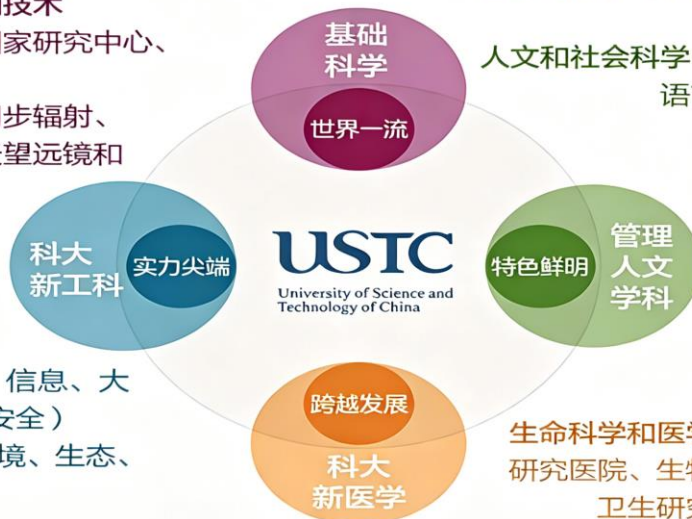 技术
家研究中心、
步辐射、
望远镜和
基础
科学
世界一流
人文和社会科学
语
科大
新工科
实力尖端
USTC
University of Science and
Technology of China
特色鲜明
管理
人文
学科
信息、大
安全）
境、生态、
跨越发展
科大
新医学
生命科学和医学
研究医院、生物
卫生研究